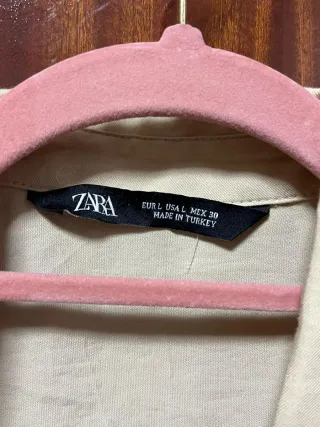 ZARA
EUR L USA L MEX 30
MADE IN TURKEY